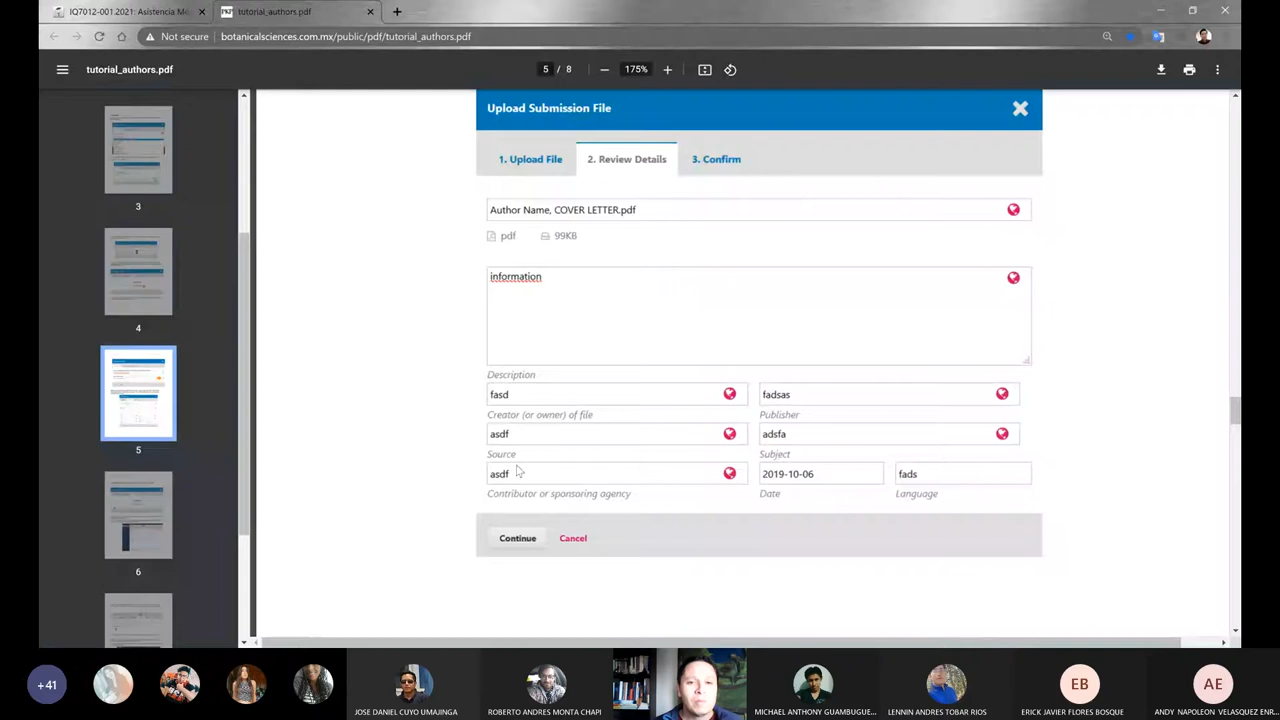 IQ7012-001.2021: Asistencia Me
tutorial_authors.pdf
Not secure
botanicalsciences.com.mx/public/pdf/tutorial_authors.pdf
tutorial_authors.pdf
5 / 8
175%
3
4
5
6
Upload Submission File
1. Upload File
2. Review Details
3. Confirm
Author Name, COVER LETTER.pdf
pdf
99KB
information
Description
fasd
fadsas
Creator (or owner) of file
Publisher
asdf
adsfa
Source
Subject
asdf
2019-10-06
fads
Contributor or sponsoring agency
Date
Language
Continue
Cancel
+41
JOSE DANIEL CUYO UMAJINGA
ROBERTO ANDRES MONTA CHAPI
MICHAEL ANTHONY GUAMBUGUE...
LENNIN ANDRES TOBAR RIOS
EB
ERICK JAVIER FLORES BOSQUE
AE
ANDY NAPOLEON VELASQUEZ ENR...